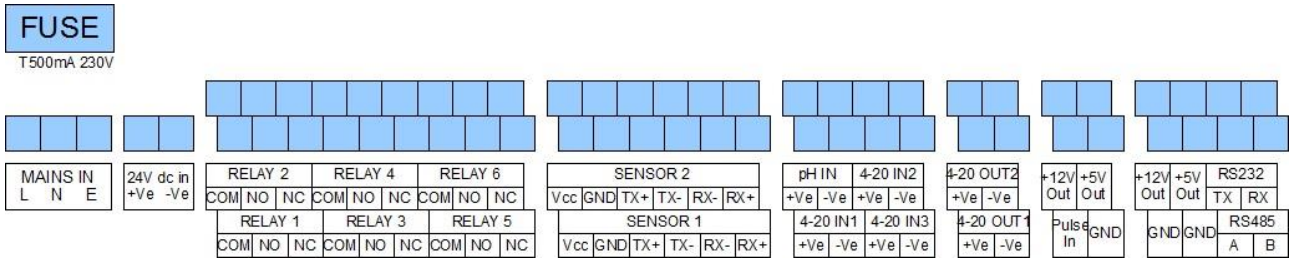 FUSE
T500mA 230V
MAINS IN
L N E
24V dc in
+Ve -Ve
RELAY 2 RELAY 4 RELAY 6
COM NO NC COM NO NC COM NO NC
RELAY 1 RELAY 3 RELAY 5
COM NO NC COM NO NC COM NO NC
SENSOR 2
Vcc GND TX+ TX- RX- RX+
SENSOR 1
Vcc GND TX+ TX- RX- RX+
pH IN 4-20 IN2
+Ve -Ve +Ve -Ve
4-20 IN1 4-20 IN3
+Ve -Ve +Ve -Ve
4-20 OUT2
+Ve -Ve
4-20 OUT1
+Ve -Ve
+12V +5V
Out Out
Pulse In GND
+12V +5V RS232
Out Out TX RX
GND GND RS485
A B